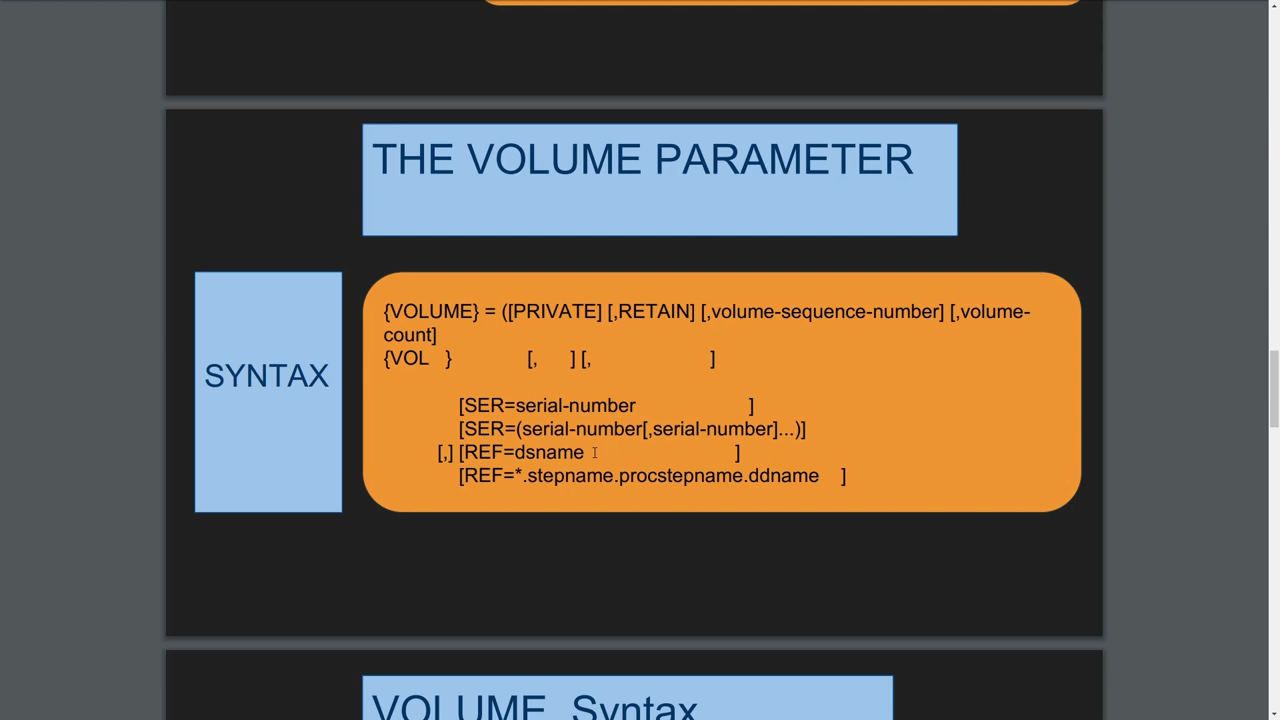 THE VOLUME PARAMETER
SYNTAX
{VOLUME} = ([PRIVATE] [,RETAIN] [,volume-sequence-number] [,volume-
count]
{VOL } [, ] [, ]
[SER=serial-number ]
[SER=(serial-number[,serial-number]...)]
[,] [REF=dsname ]
[REF=*.stepname.procstepname.ddname ]
VOLUME Syntax